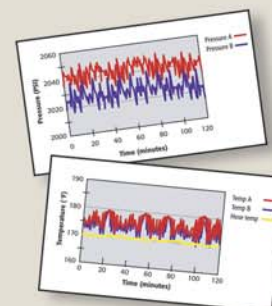 Pressure A
Pressure B
2060
2040
2020
2000
Pressure (PSI)
0
20
40
60
80
100
120
Time (minutes)
Temp A
Temp B
Hose temp
190
180
170
160
Temperature (°F)
0
20
40
60
80
100
120
Time (minutes)